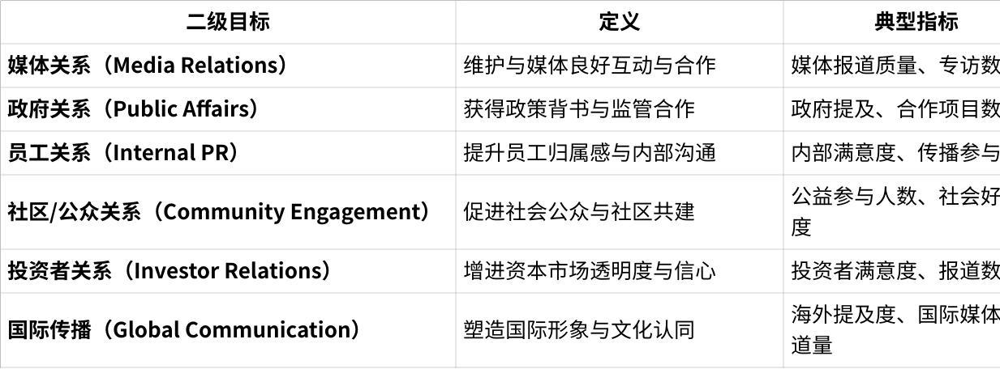 二级目标 定义 典型指标
媒体关系（Media Relations） 维护与媒体良好互动与合作 媒体报道质量、专访数
政府关系（Public Affairs） 获得政策背书与监管合作 政府提及、合作项目数
员工关系（Internal PR） 提升员工归属感与内部沟通 内部满意度、传播参与
社区/公众关系（Community Engagement） 促进社会公众与社区共建 公益参与人数、社会好
度
投资者关系（Investor Relations） 增进资本市场透明度与信心 投资者满意度、报道数
国际传播（Global Communication） 塑造国际形象与文化认同 海外提及度、国际媒体
道量